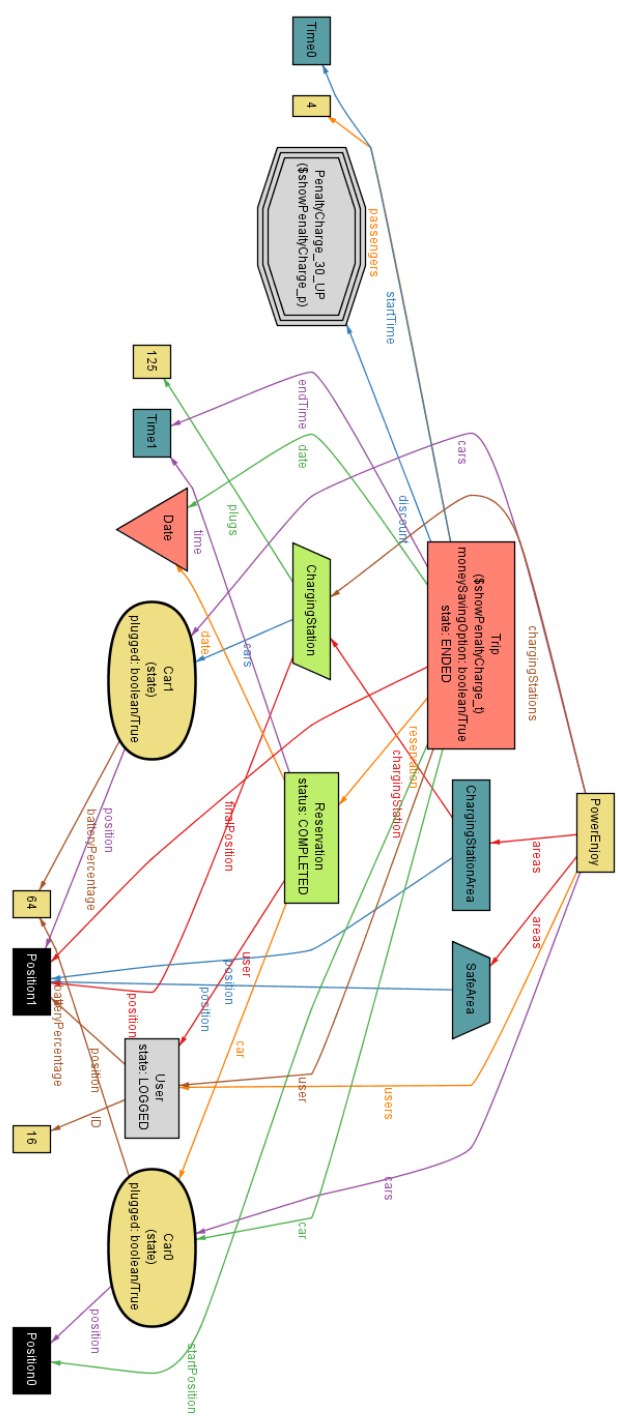 PowerEnjoy
chargingStations
areas
areas
cars
Trip
($showPenaltyCharge_t)
moneySavingOption: boolean/True
state: ENDED
ChargingStationArea
SafeArea
reservation
discount
startTime
passengers
chargingStation
users
cars
PenaltyCharge_30_UP
($showPenaltyCharge_p)
ChargingStation
Reservation
status: COMPLETED
Time0
4
endTime
date
user
car
plugs
cars
finalPosition
position
position
user
car
time
date
startPosition
125
Time1
Date
Car1
(state)
plugged: boolean/True
User
state: LOGGED
Car0
(state)
plugged: boolean/True
position
batteryPercentage
position
batteryPercentage
position
ID
position
64
Position1
16
Position0